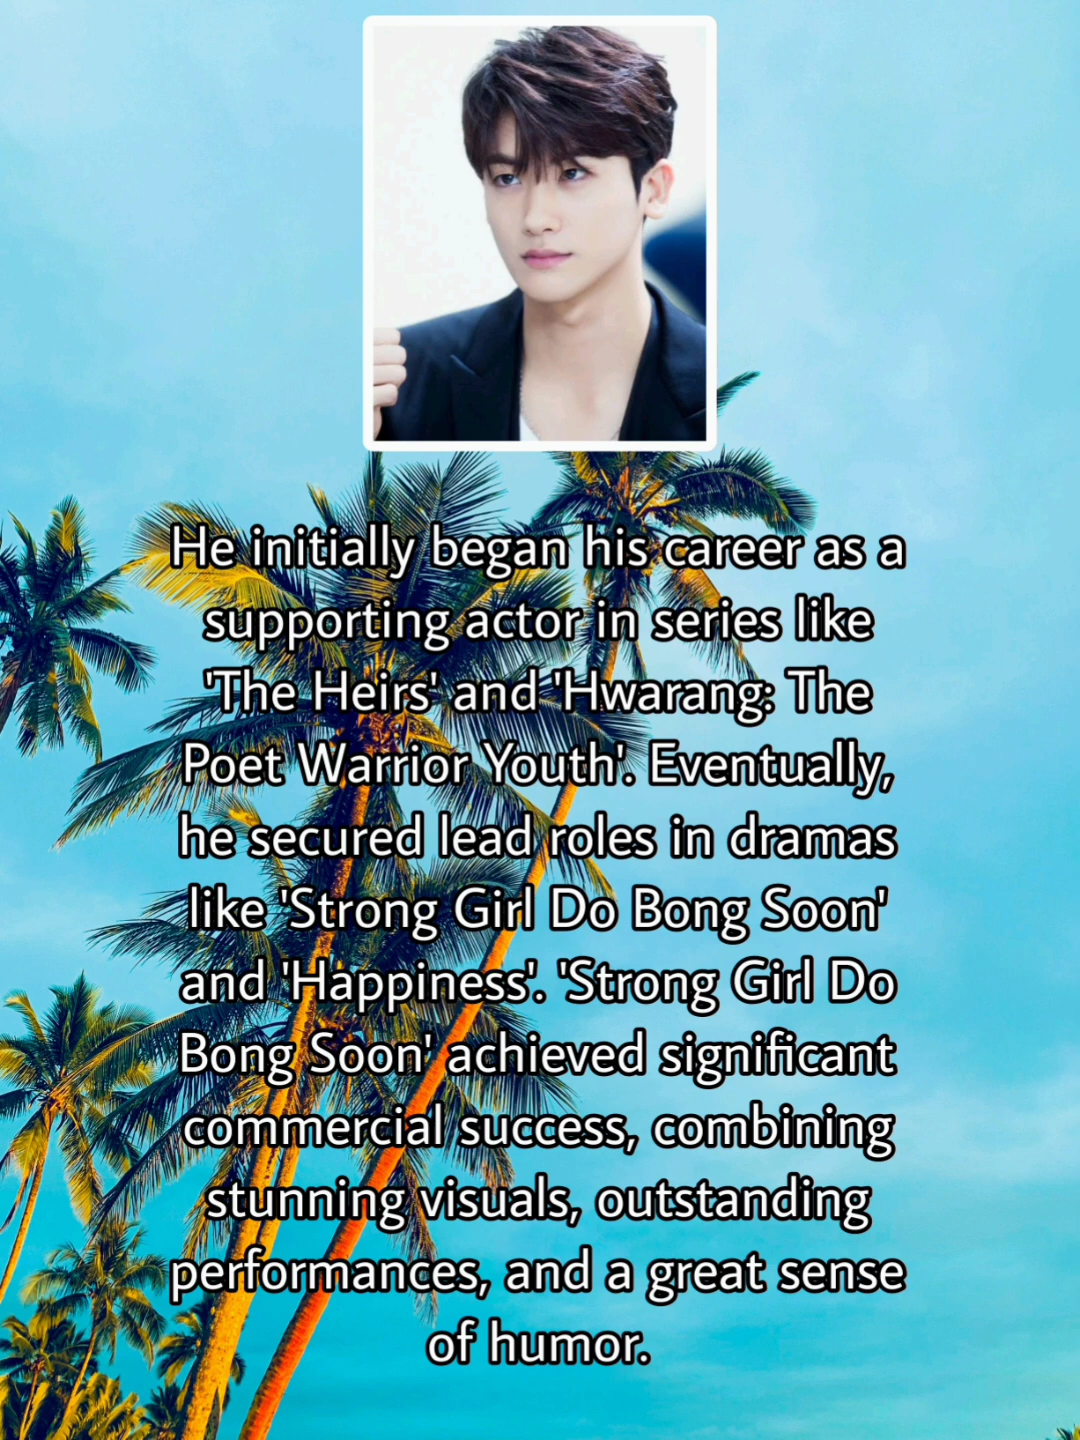 He initially began his career as a
supporting actor in series like
'The Heirs' and 'Hwarang: The
Poet Warrior Youth'. Eventually,
he secured lead roles in dramas
like 'Strong Girl Do Bong Soon'
and 'Happiness'. 'Strong Girl Do
Bong Soon' achieved significant
commercial success, combining
stunning visuals, outstanding
performances, and a great sense
of humor.